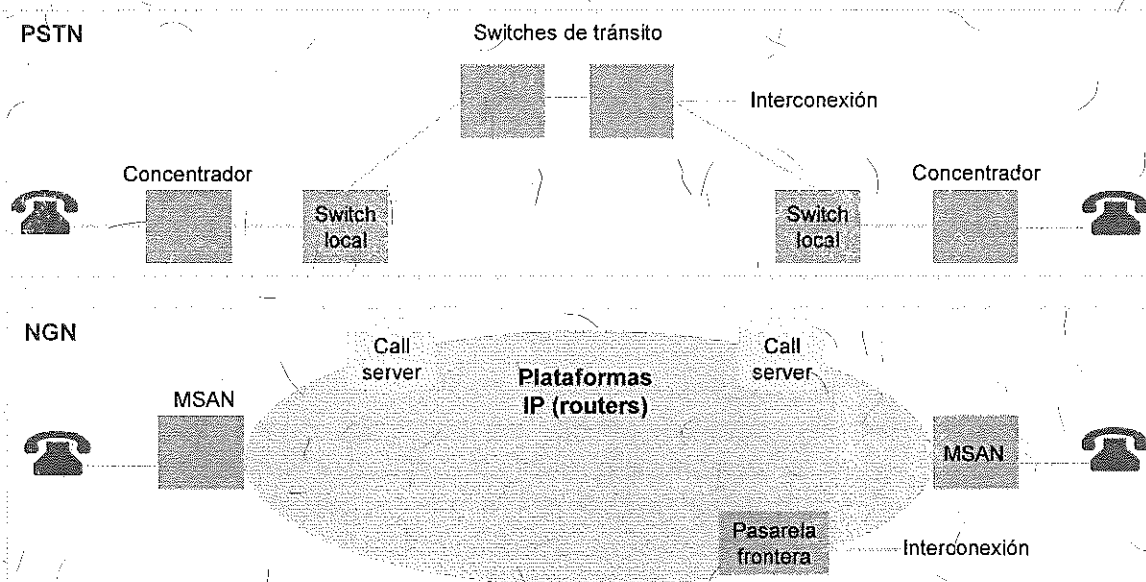 PSTN
Switches de tránsito
Interconexión
Concentrador
Concentrador
Switch
local
Switch
local
NGN
Call
server
Call
server
Plataformas
IP (routers)
MSAN
MSAN
Pasarela
frontera
Interconexión